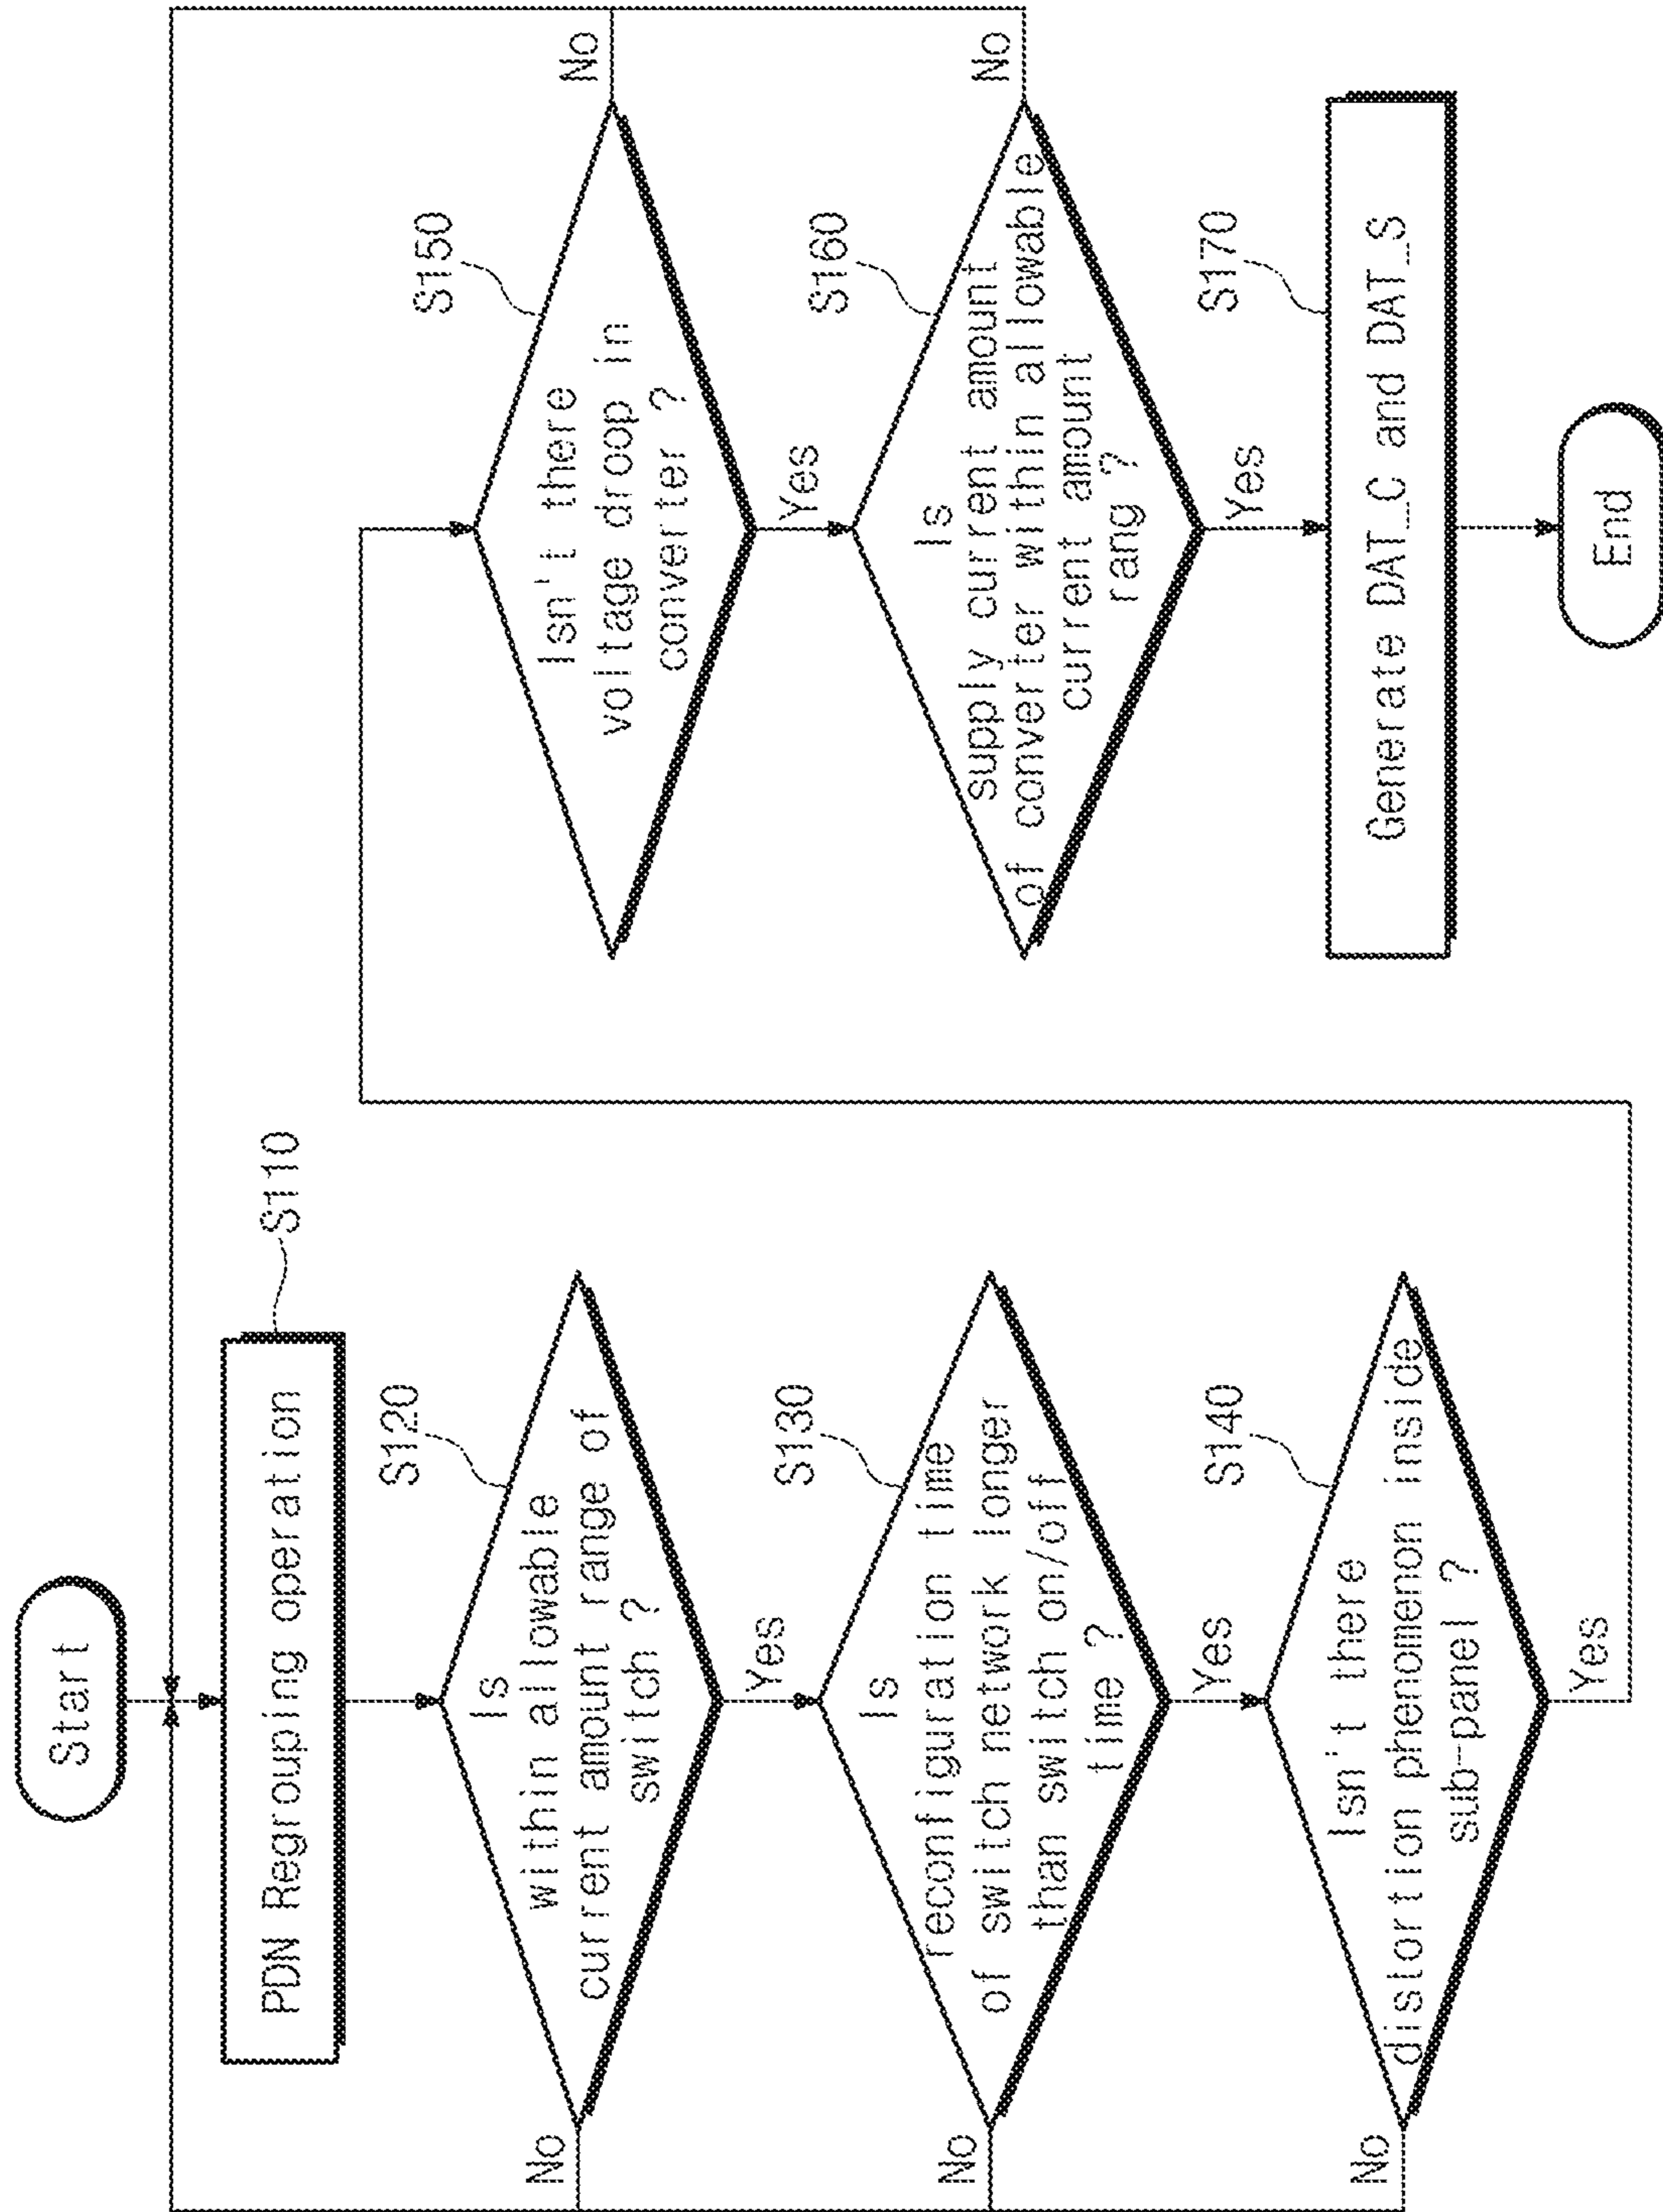 Start
PDN Regrouping operation
S110
Is
within allowable
current amount range of
switch ?
S120
No
Yes
Is
reconfiguration time
of switch network longer
than switch on/off
time ?
S130
No
Yes
Isn't there
distortion phenomenon inside
sub-panel ?
S140
No
Yes
Isn't there
voltage droop in
converter ?
S150
No
Yes
Is
supply current amount
of converter within allowable
current amount
rang ?
S160
No
Yes
Generate DAT_C and DAT_S
S170
End